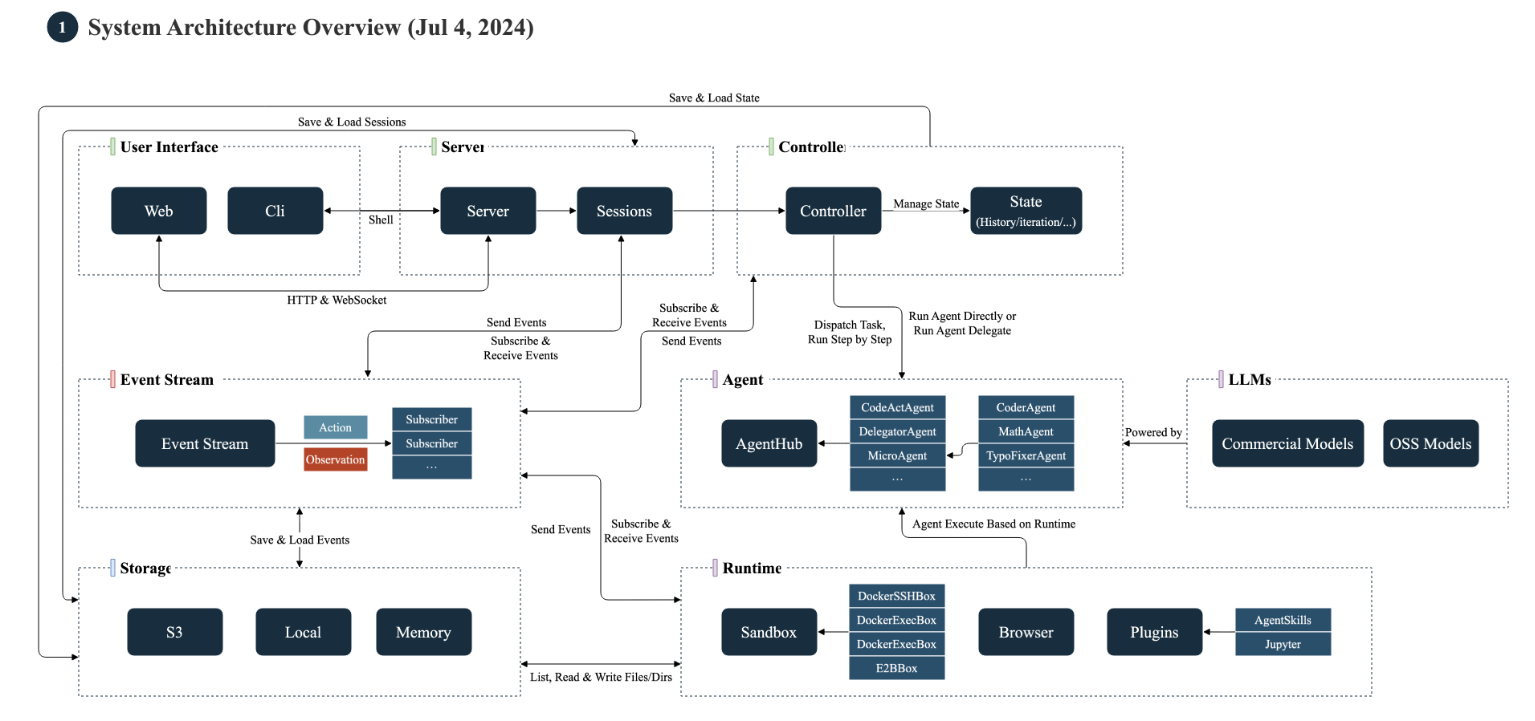 1 System Architecture Overview (Jul 4, 2024)
Save & Load State
Save & Load Sessions
User Interface
Server
Controlle
Web
Cli
Shell
Server
Sessions
Controller
Manage State
State
(History/iteration/...)
HTTP & WebSocket
Send Events
Subscribe &
Receive Events
Subscribe &
Receive Events
Send Events
Dispatch Task,
Run Step by Step
Run Agent Directly or
Run Agent Delegate
Event Stream
Event Stream
Action
Observation
Subscriber
Subscriber
...
Agent
AgentHub
CodeActAgent
DelegatorAgent
MicroAgent
...
CoderAgent
MathAgent
TypoFixerAgent
...
Powered by
LLMs
Commercial Models
OSS Models
Save & Load Events
Send Events
Subscribe &
Receive Events
Agent Execute Based on Runtime
Storage
S3
Local
Memory
List, Read & Write Files/Dirs
Runtime
Sandbox
DockerSSHBox
DockerExecBox
DockerExecBox
E2BBox
Browser
Plugins
AgentSkills
Jupyter